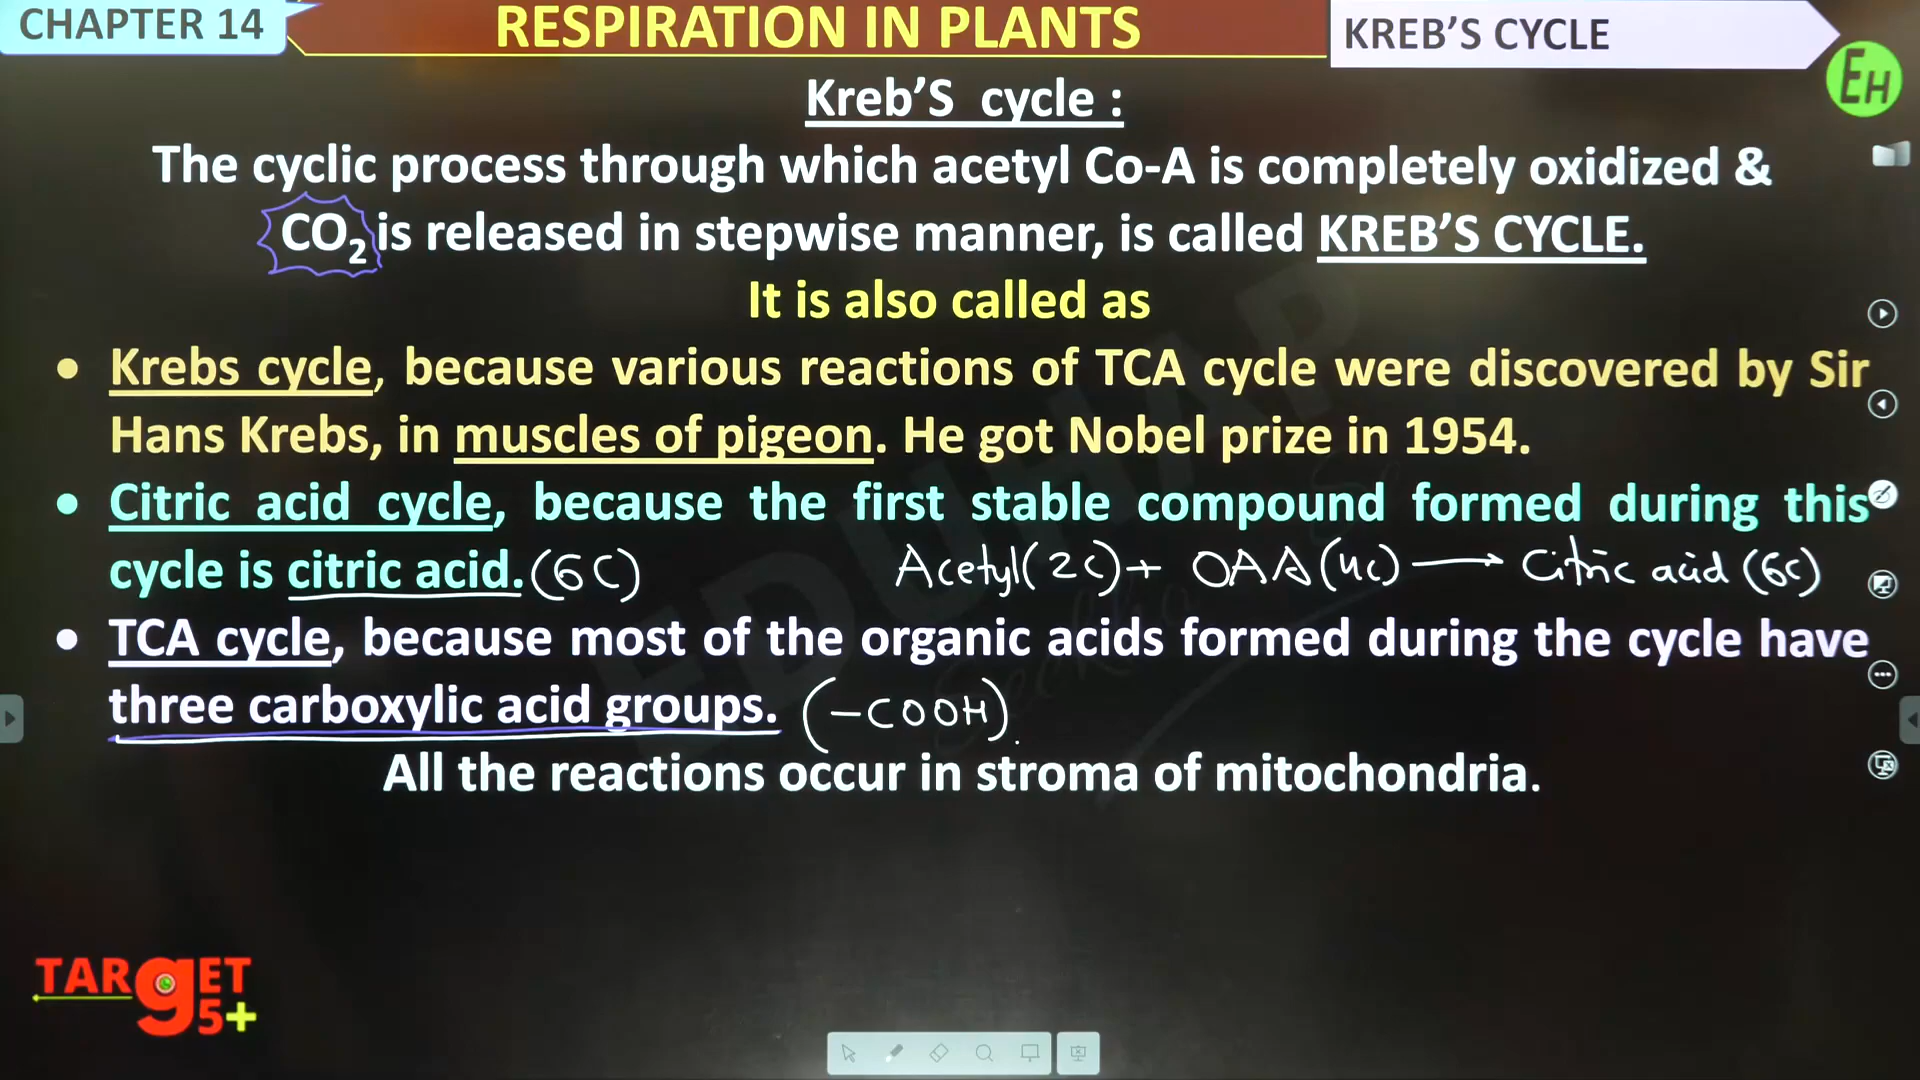 CHAPTER 14
RESPIRATION IN PLANTS
KREB'S CYCLE
EH
Kreb'S cycle :
The cyclic process through which acetyl Co-A is completely oxidized &
CO₂ is released in stepwise manner, is called KREB'S CYCLE.
It is also called as
• Krebs cycle, because various reactions of TCA cycle were discovered by Sir
Hans Krebs, in muscles of pigeon. He got Nobel prize in 1954.
• Citric acid cycle, because the first stable compound formed during this
cycle is citric acid. (6C) Acetyl(2C)+ OAA(4C) → Citric acid (6C)
• TCA cycle, because most of the organic acids formed during the cycle have
three carboxylic acid groups. (-COOH).
All the reactions occur in stroma of mitochondria.
EDUHAP
TARGET
95+